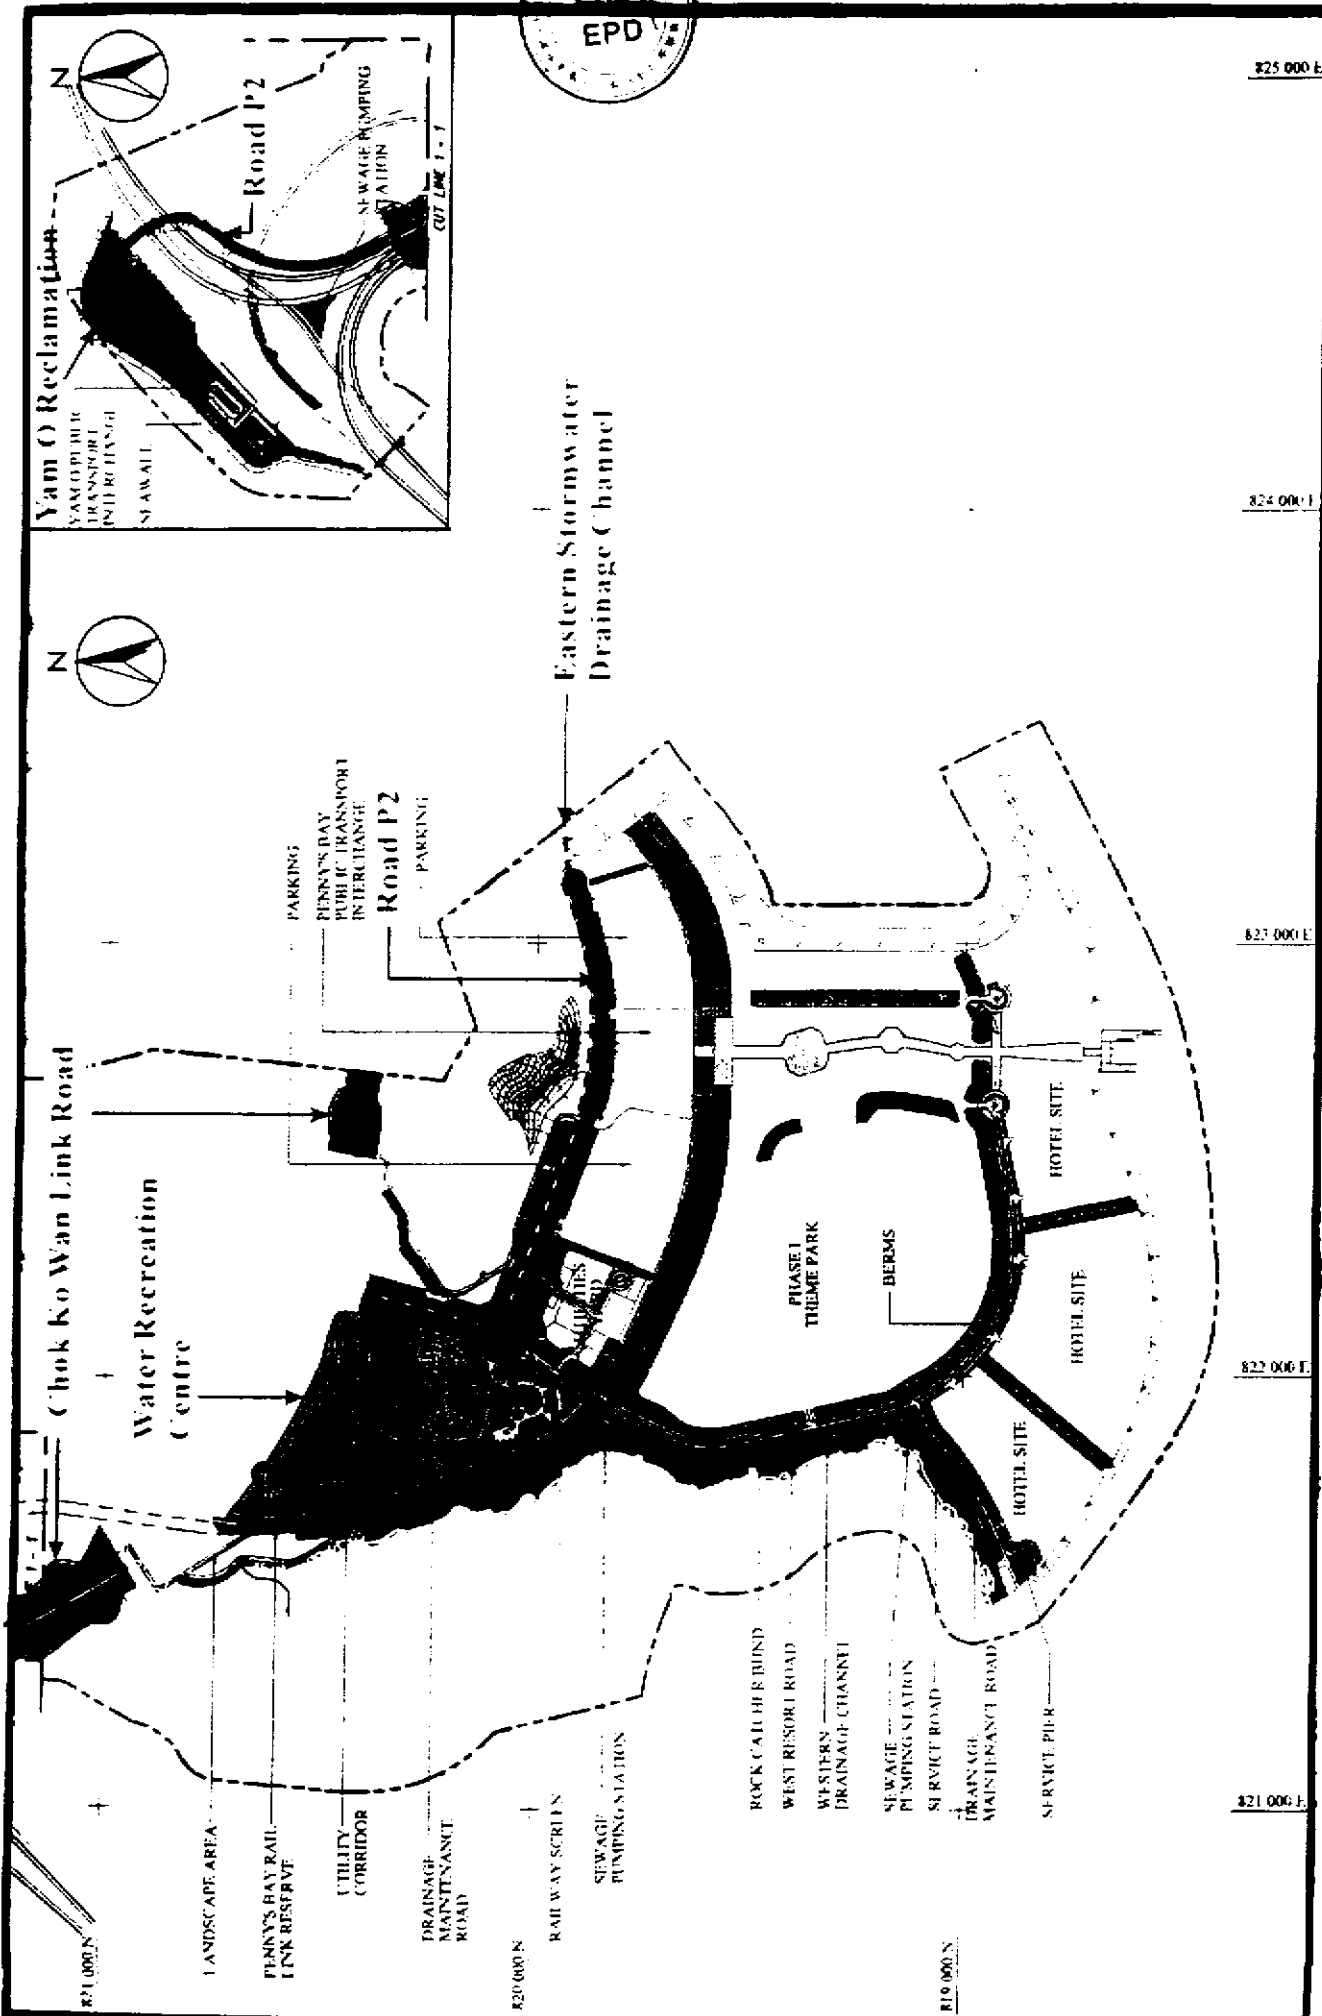 EPD
825 000 E
824 000 E
823 000 E
822 000 E
821 000 E
N
Yam O Reclamation
YAM O PUBLIC
TRANSPORT
INTERCHANGE
SEAWALL
Road P2
SEWAGE PUMPING
STATION
CUT LINE 1 - 1
N
Chok Ko Wan Link Road
Water Recreation
Centre
PARKING
PENNY'S BAY
PUBLIC TRANSPORT
INTERCHANGE
Road P2
PARKING
Eastern Stormwater
Drainage Channel
PHASE 1
THEME PARK
BERMS
HOTEL SITE
HOTEL SITE
HOTEL SITE
LANDSCAPE AREA
PENNY'S BAY RAIL
LINK RESERVE
UTILITY
CORRIDOR
DRAINAGE
MAINTENANCE
ROAD
RAILWAY SCREEN
SEWAGE
PUMPING STATION
ROCK CATCHER BUND
WEST RESORT ROAD
WESTERN
DRAINAGE CHANNEL
SEWAGE
PUMPING STATION
SERVICE ROAD
DRAINAGE
MAINTENANCE ROAD
SERVICE PIER
821 000 N
820 000 N
819 000 N